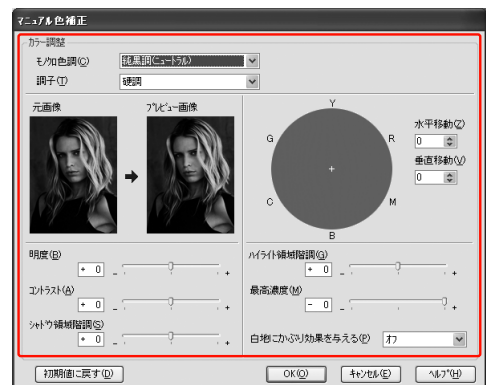 マニュアル色補正
カラー調整
モノクロ色調(C) 純黒調(ニュートラル)
調子(T) 硬調
元画像 プレビュー画像
Y
G R
C M
B
水平移動(Z)
0
垂直移動(V)
0
明度(B)
+ 0 - +
コントラスト(A)
+ 0 - +
シャドウ領域階調(S)
+ 0 - +
ハイライト領域階調(G)
+ 0 - +
最高濃度(M)
- 0 - +
白地にかぶり効果を与える(P) オフ
初期値に戻す(D) OK(O) キャンセル(E) ヘルプ(H)